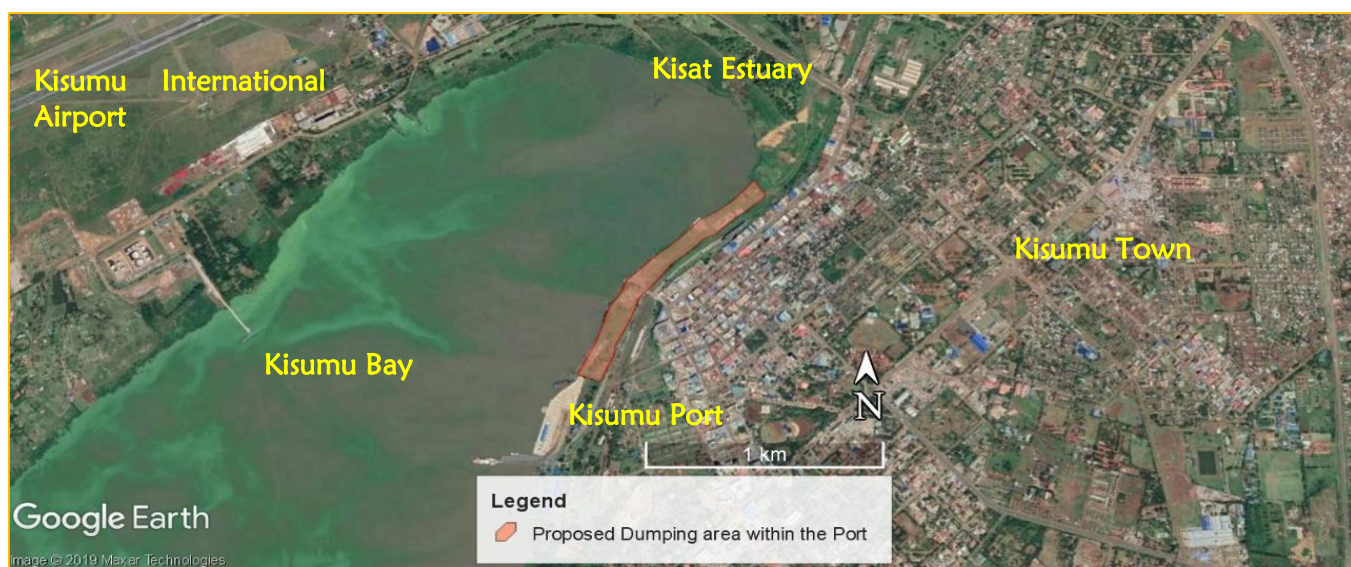 Kisumu International
Airport
Kisat Estuary
Kisumu Town
Kisumu Bay
Kisumu Port
N
1 km
Legend
Proposed Dumping area within the Port
Google Earth
Image © 2019 Maxar Technologies